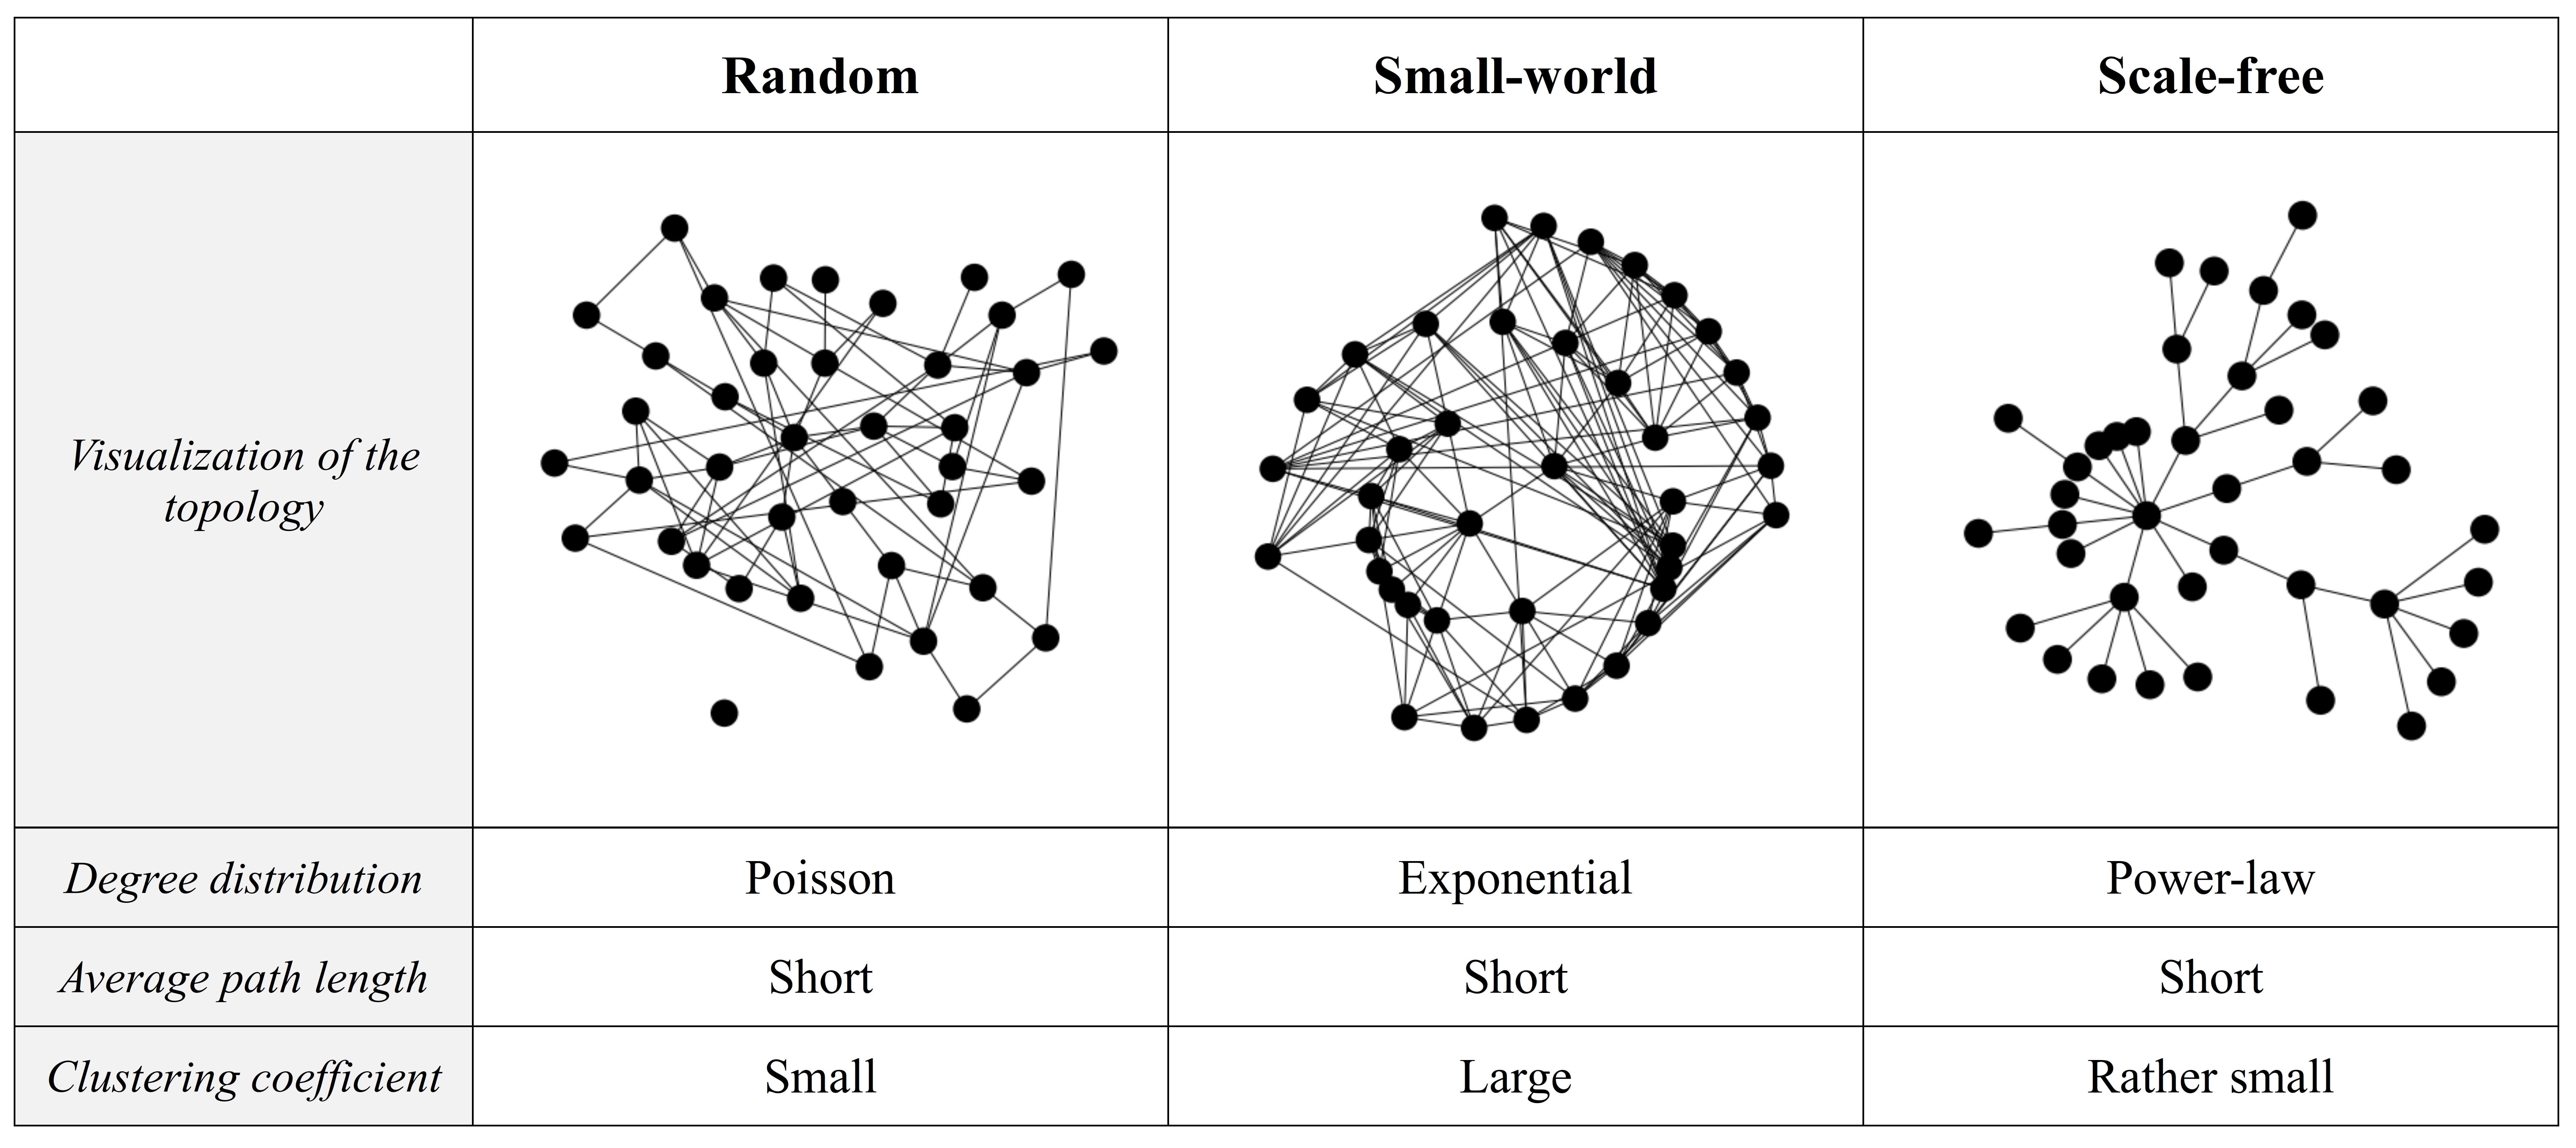 Random Small-world Scale-free
Visualization of the
topology
Degree distribution Poisson Exponential Power-law
Average path length Short Short Short
Clustering coefficient Small Large Rather small